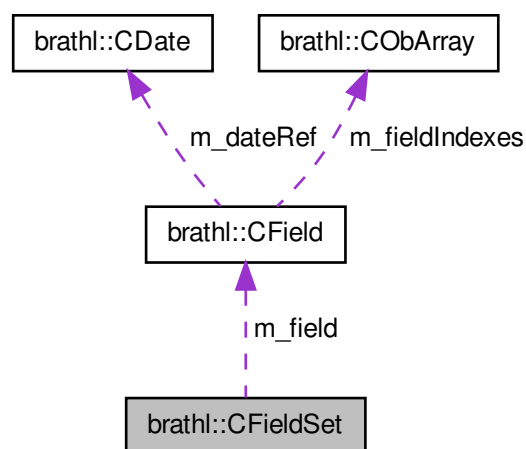 brathl::CDate
brathl::CObArray
m_dateRef
m_fieldIndexes
brathl::CField
m_field
brathl::CFieldSet